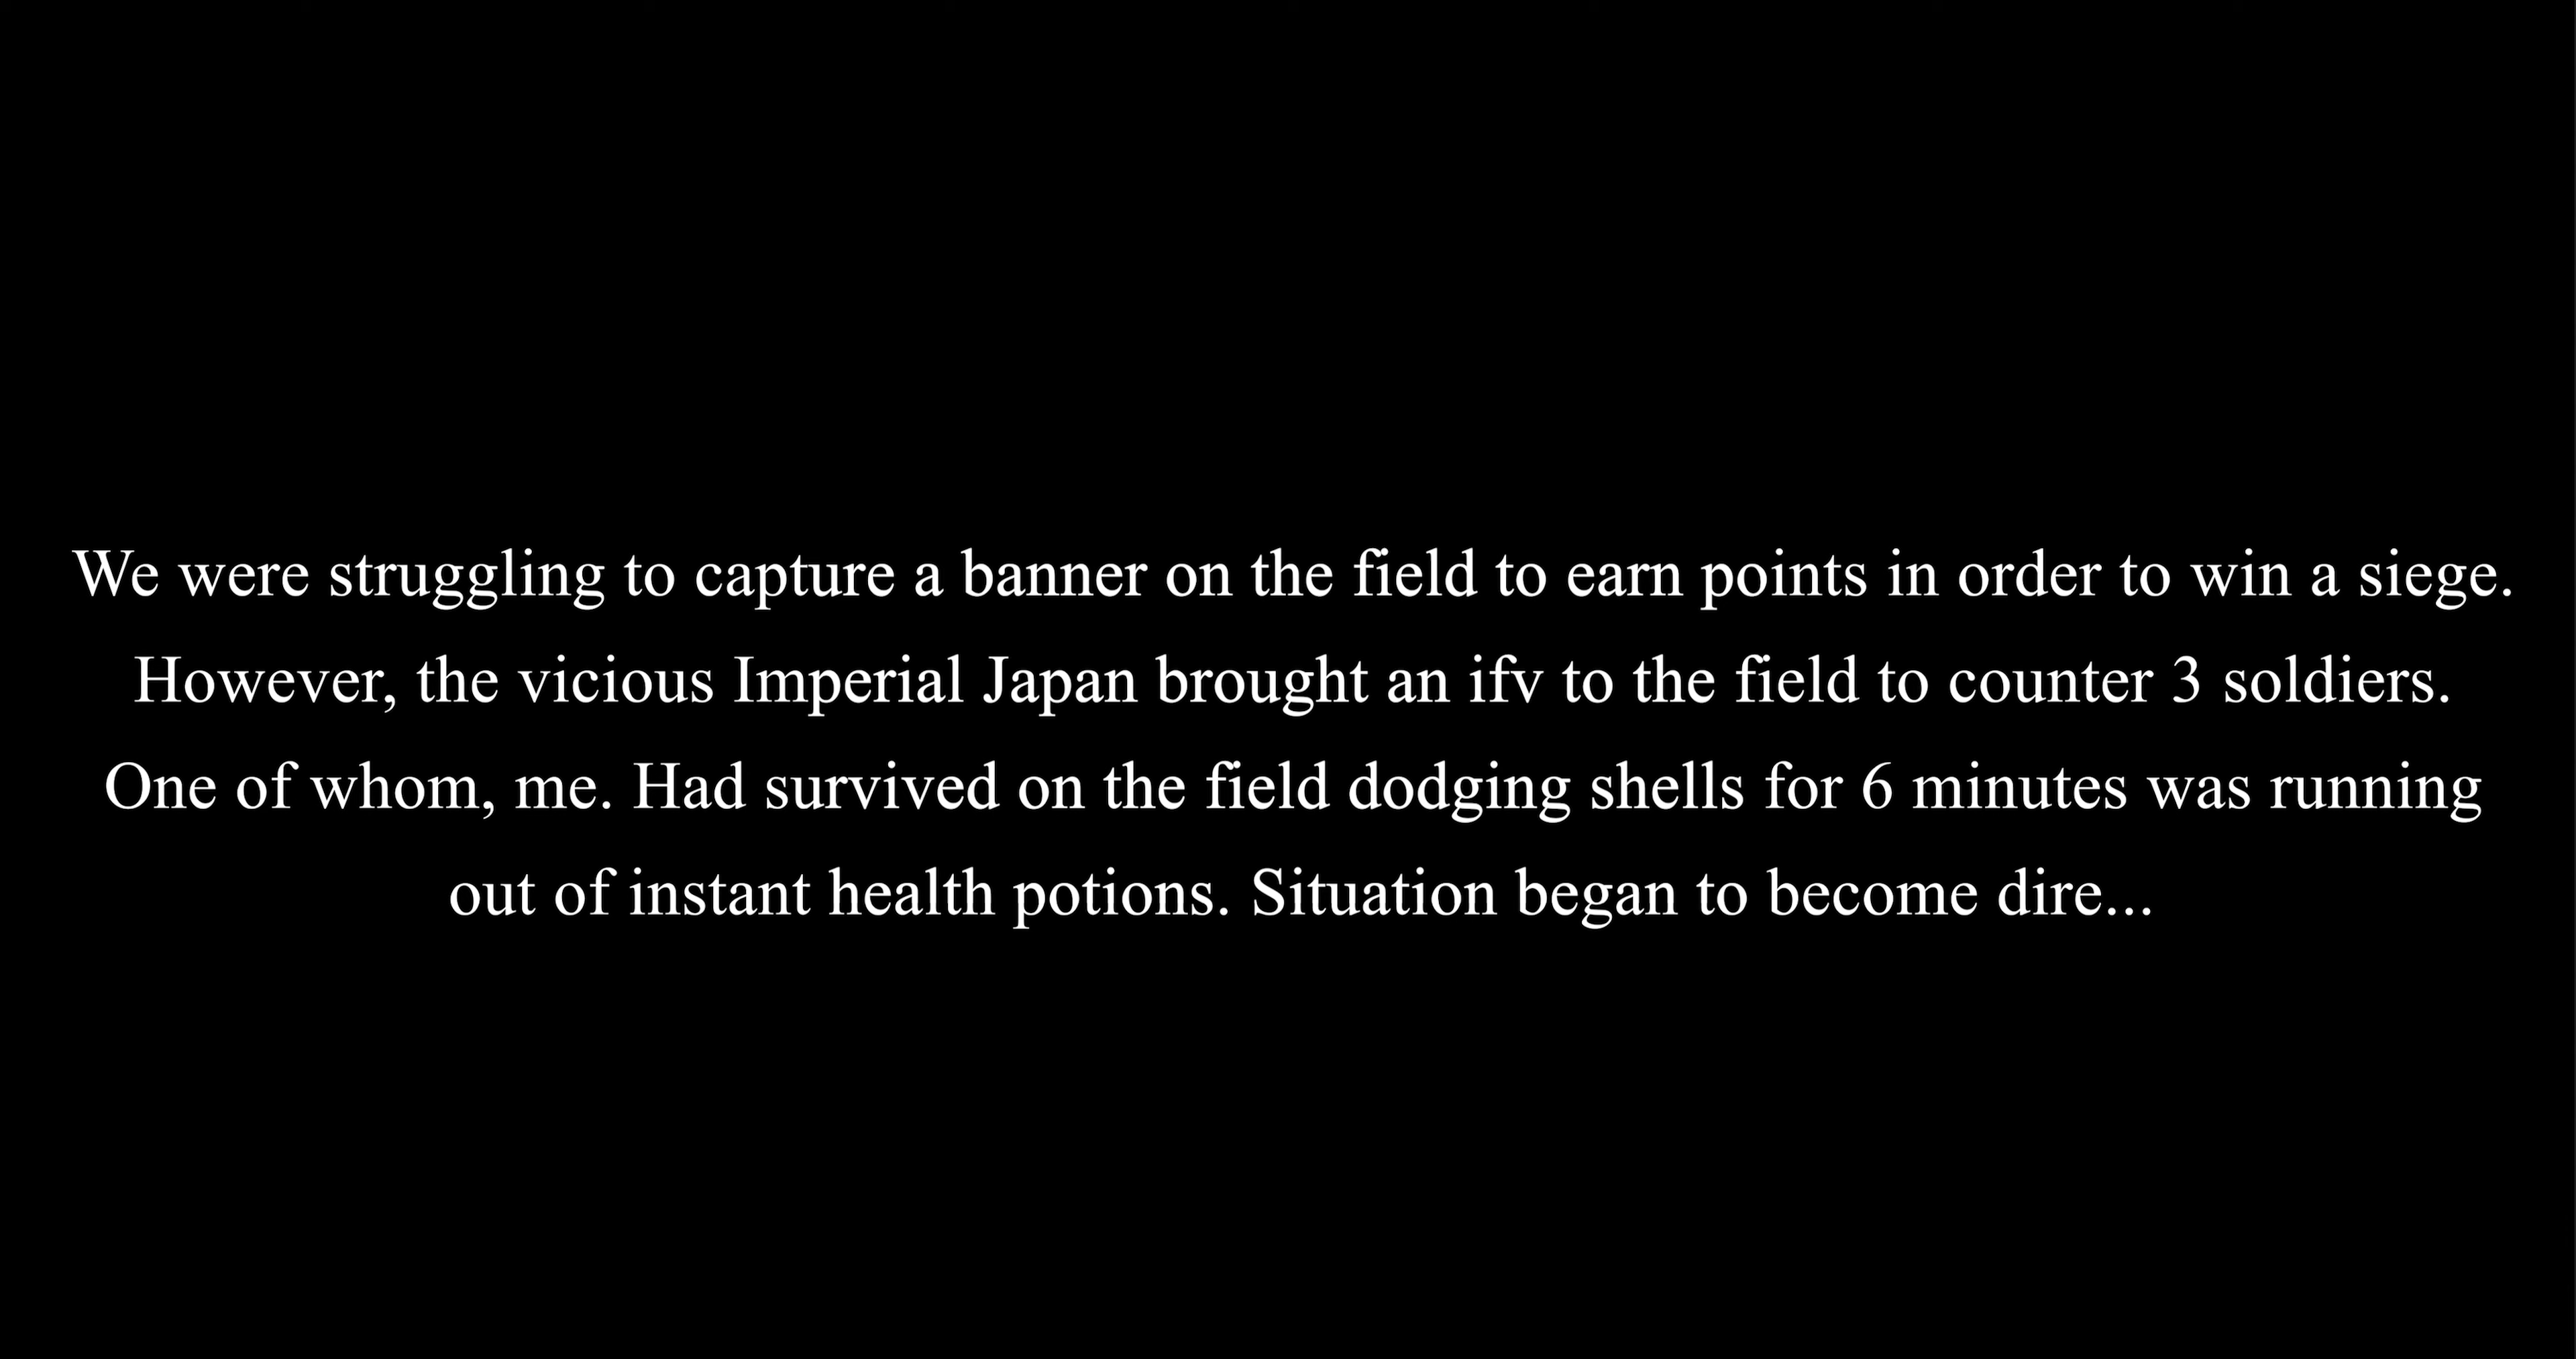 We were struggling to capture a banner on the field to earn points in order to win a siege.
However, the vicious Imperial Japan brought an ifv to the field to counter 3 soldiers.
One of whom, me. Had survived on the field dodging shells for 6 minutes was running
out of instant health potions. Situation began to become dire...